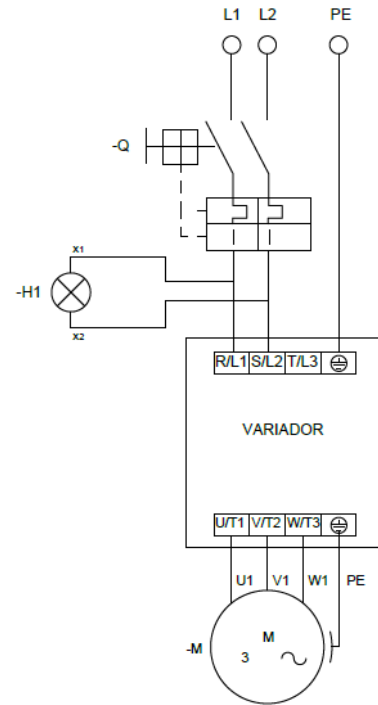 L1 L2 PE
-Q
X1
-H1
X2
R/L1 S/L2 T/L3
VARIADOR
U/T1 V/T2 W/T3
U1 V1 W1 PE
M
-M
3